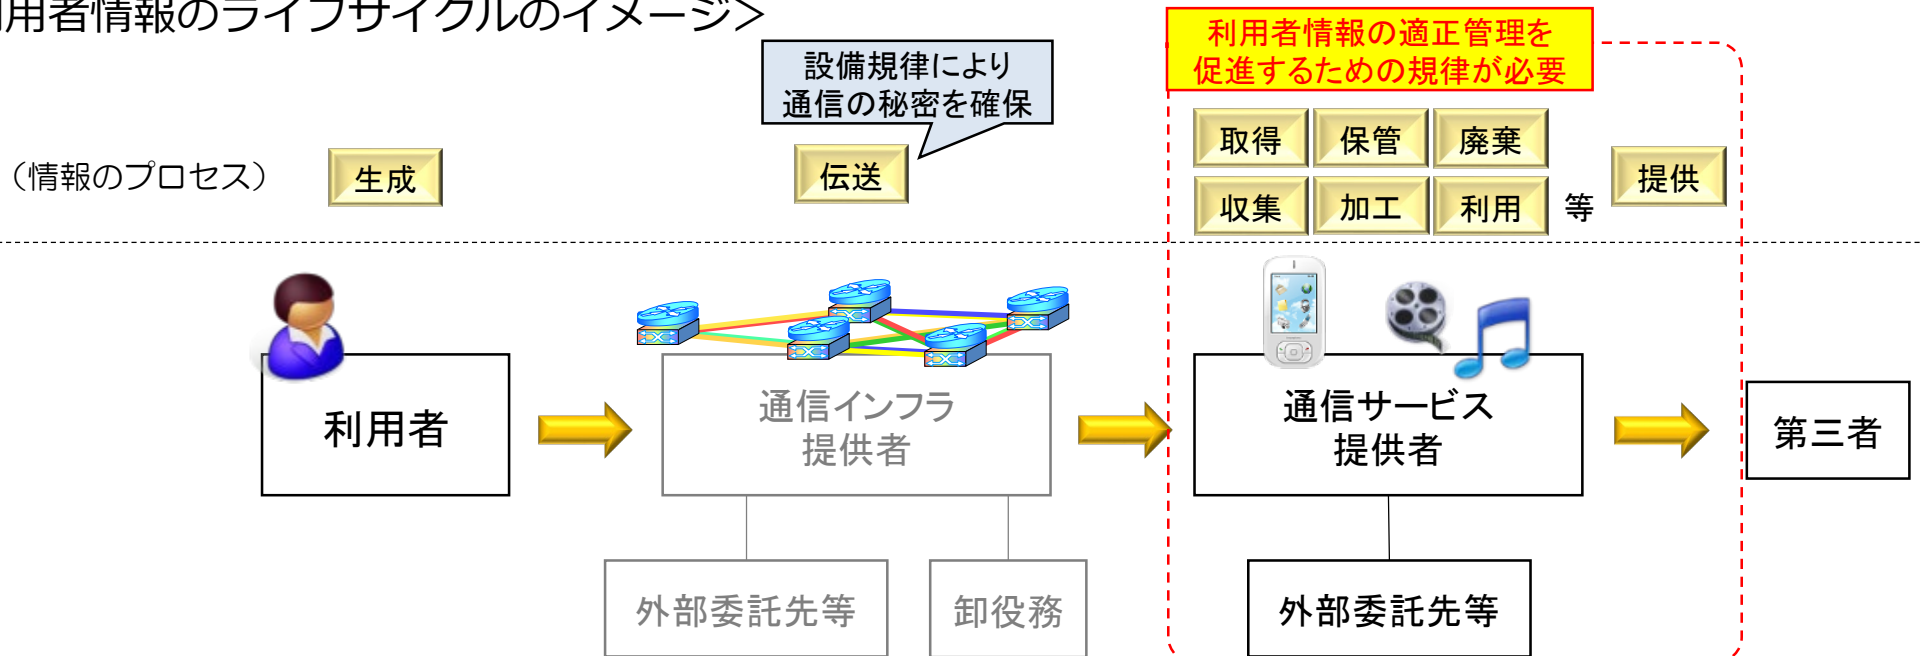 用者情報のライフサイクルのイメージ＞
利用者情報の適正管理を
促進するための規律が必要
設備規律により
通信の秘密を確保
（情報のプロセス）
生成
伝送
取得
保管
廃棄
収集
加工
利用
等
提供
利用者
通信インフラ
提供者
通信サービス
提供者
第三者
外部委託先等
卸役務
外部委託先等